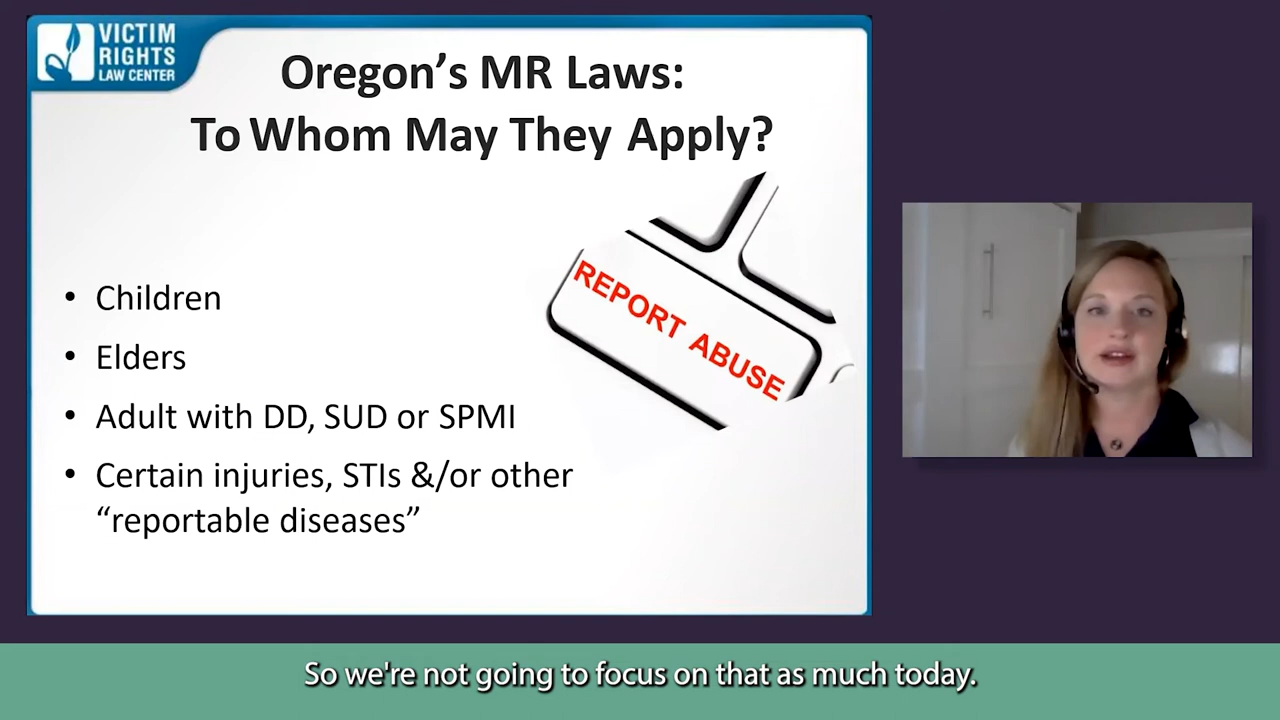 VICTIM
RIGHTS
LAW CENTER
Oregon's MR Laws:
To Whom May They Apply?
REPORT ABUSE
• Children
• Elders
• Adult with DD, SUD or SPMI
• Certain injuries, STIs &/or other
“reportable diseases”
So we're not going to focus on that as much today.